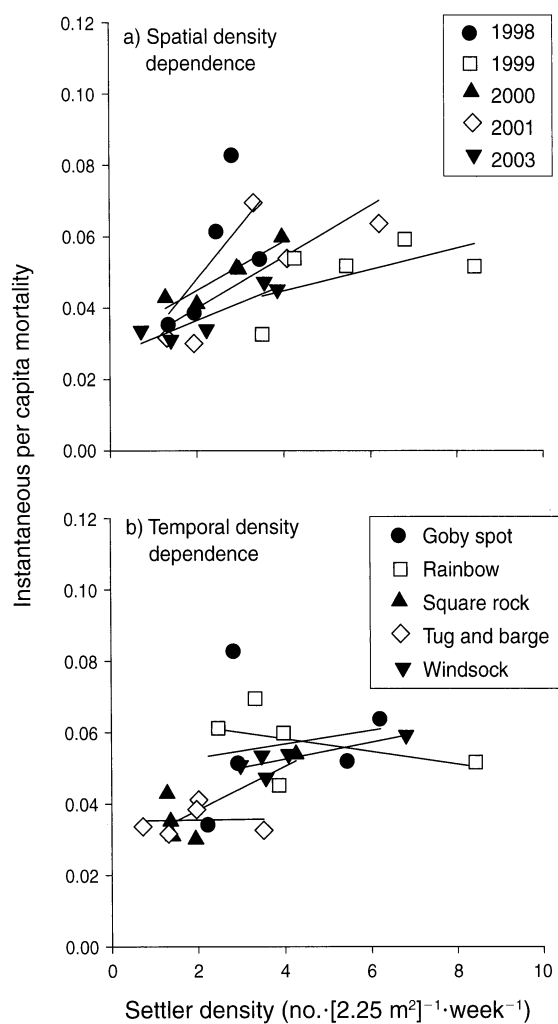 0.12
a) Spatial density
dependence
1998
1999
2000
2001
2003
0.10
0.08
0.06
0.04
0.02
0.00
Instantaneous per capita mortality
0.12
b) Temporal density
dependence
Goby spot
Rainbow
Square rock
Tug and barge
Windsock
0.10
0.08
0.06
0.04
0.02
0.00
0 2 4 6 8 10
Settler density (no.·[2.25 m²]⁻¹·week⁻¹)